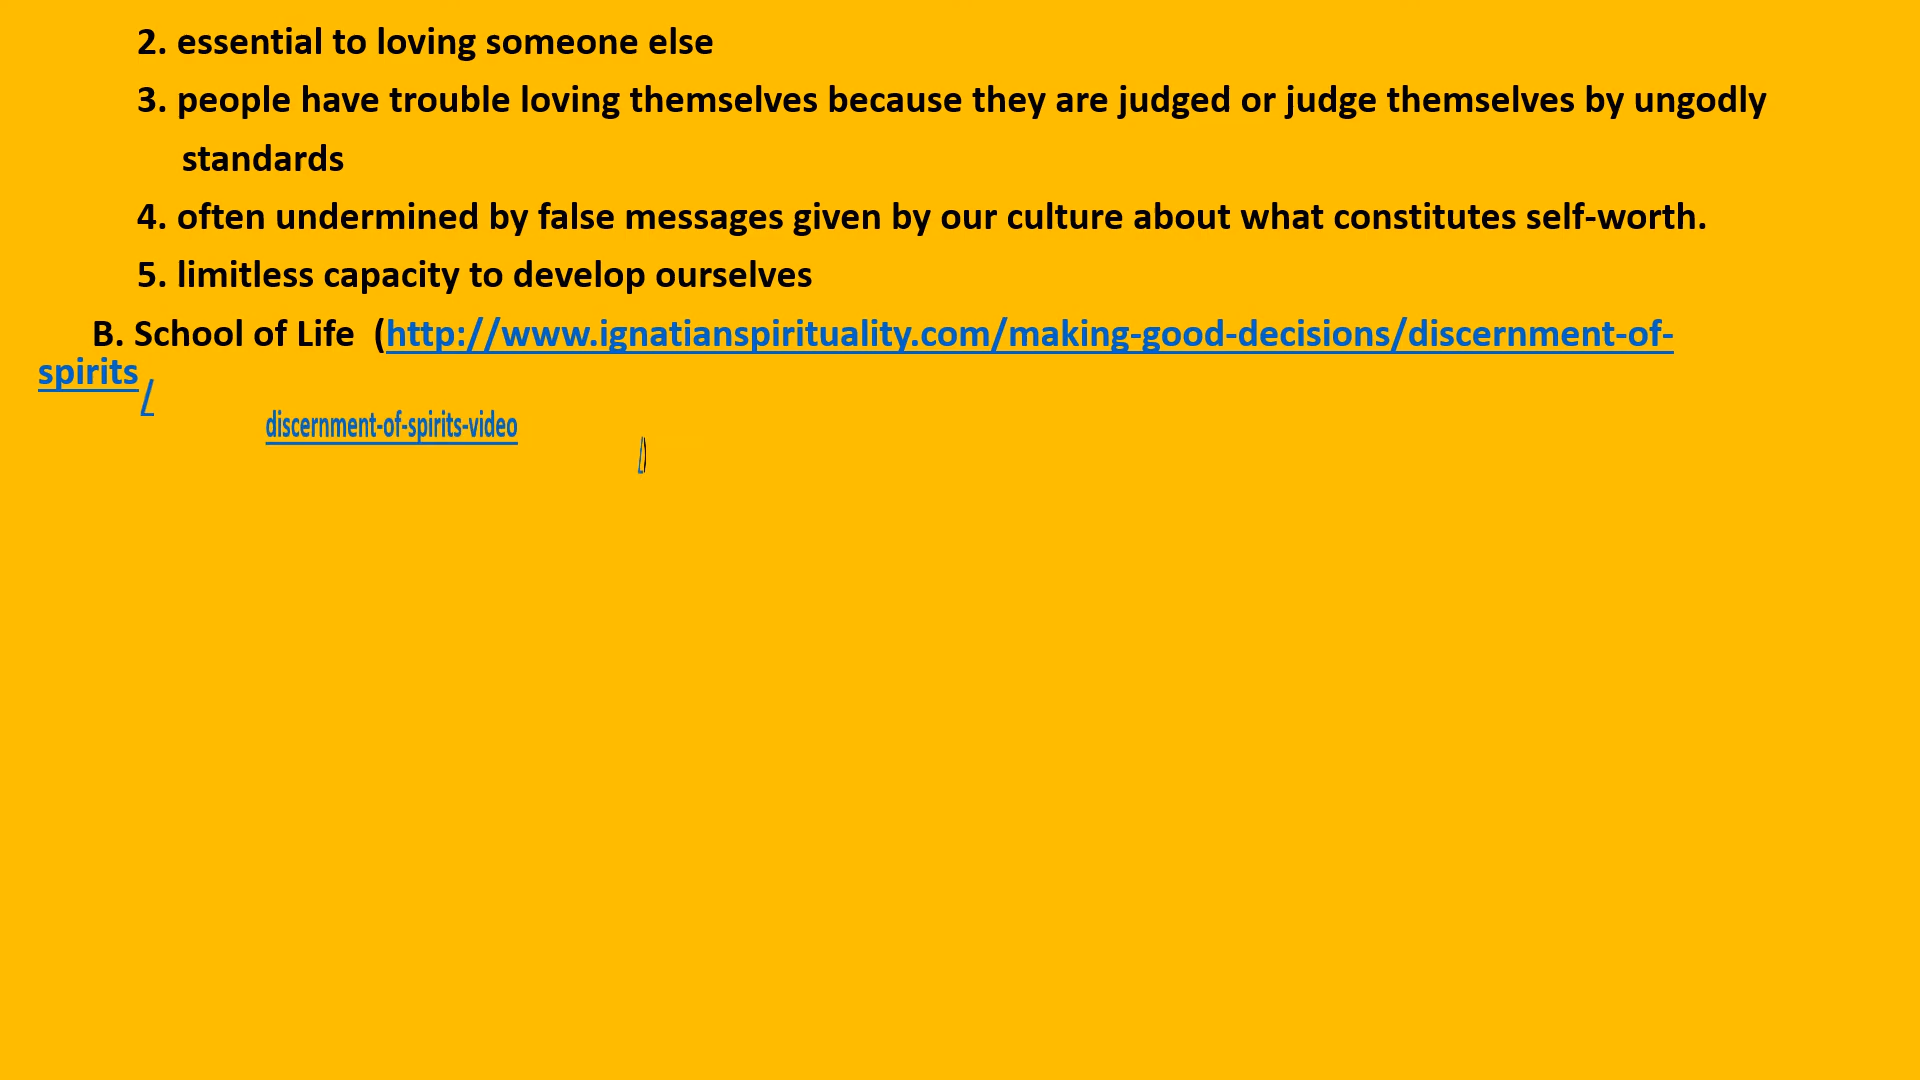 2. essential to loving someone else
3. people have trouble loving themselves because they are judged or judge themselves by ungodly
standards
4. often undermined by false messages given by our culture about what constitutes self-worth.
5. limitless capacity to develop ourselves
B. School of Life (http://www.ignatianspirituality.com/making-good-decisions/discernment-of-
spirits/
discernment-of-spirits-video
/)